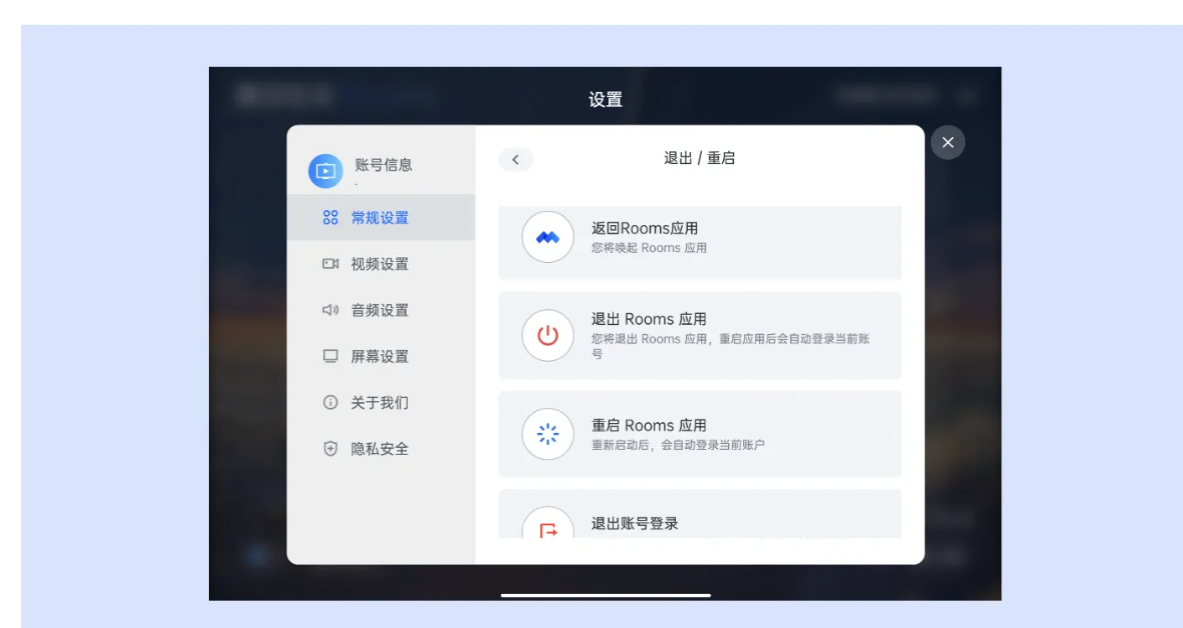 设置
账号信息
-
常规设置
视频设置
音频设置
屏幕设置
关于我们
隐私安全
退出 / 重启
返回Rooms应用
您将唤起 Rooms 应用
退出 Rooms 应用
您将退出 Rooms 应用，重启应用后会自动登录当前账
号
重启 Rooms 应用
重新启动后，会自动登录当前账户
退出账号登录